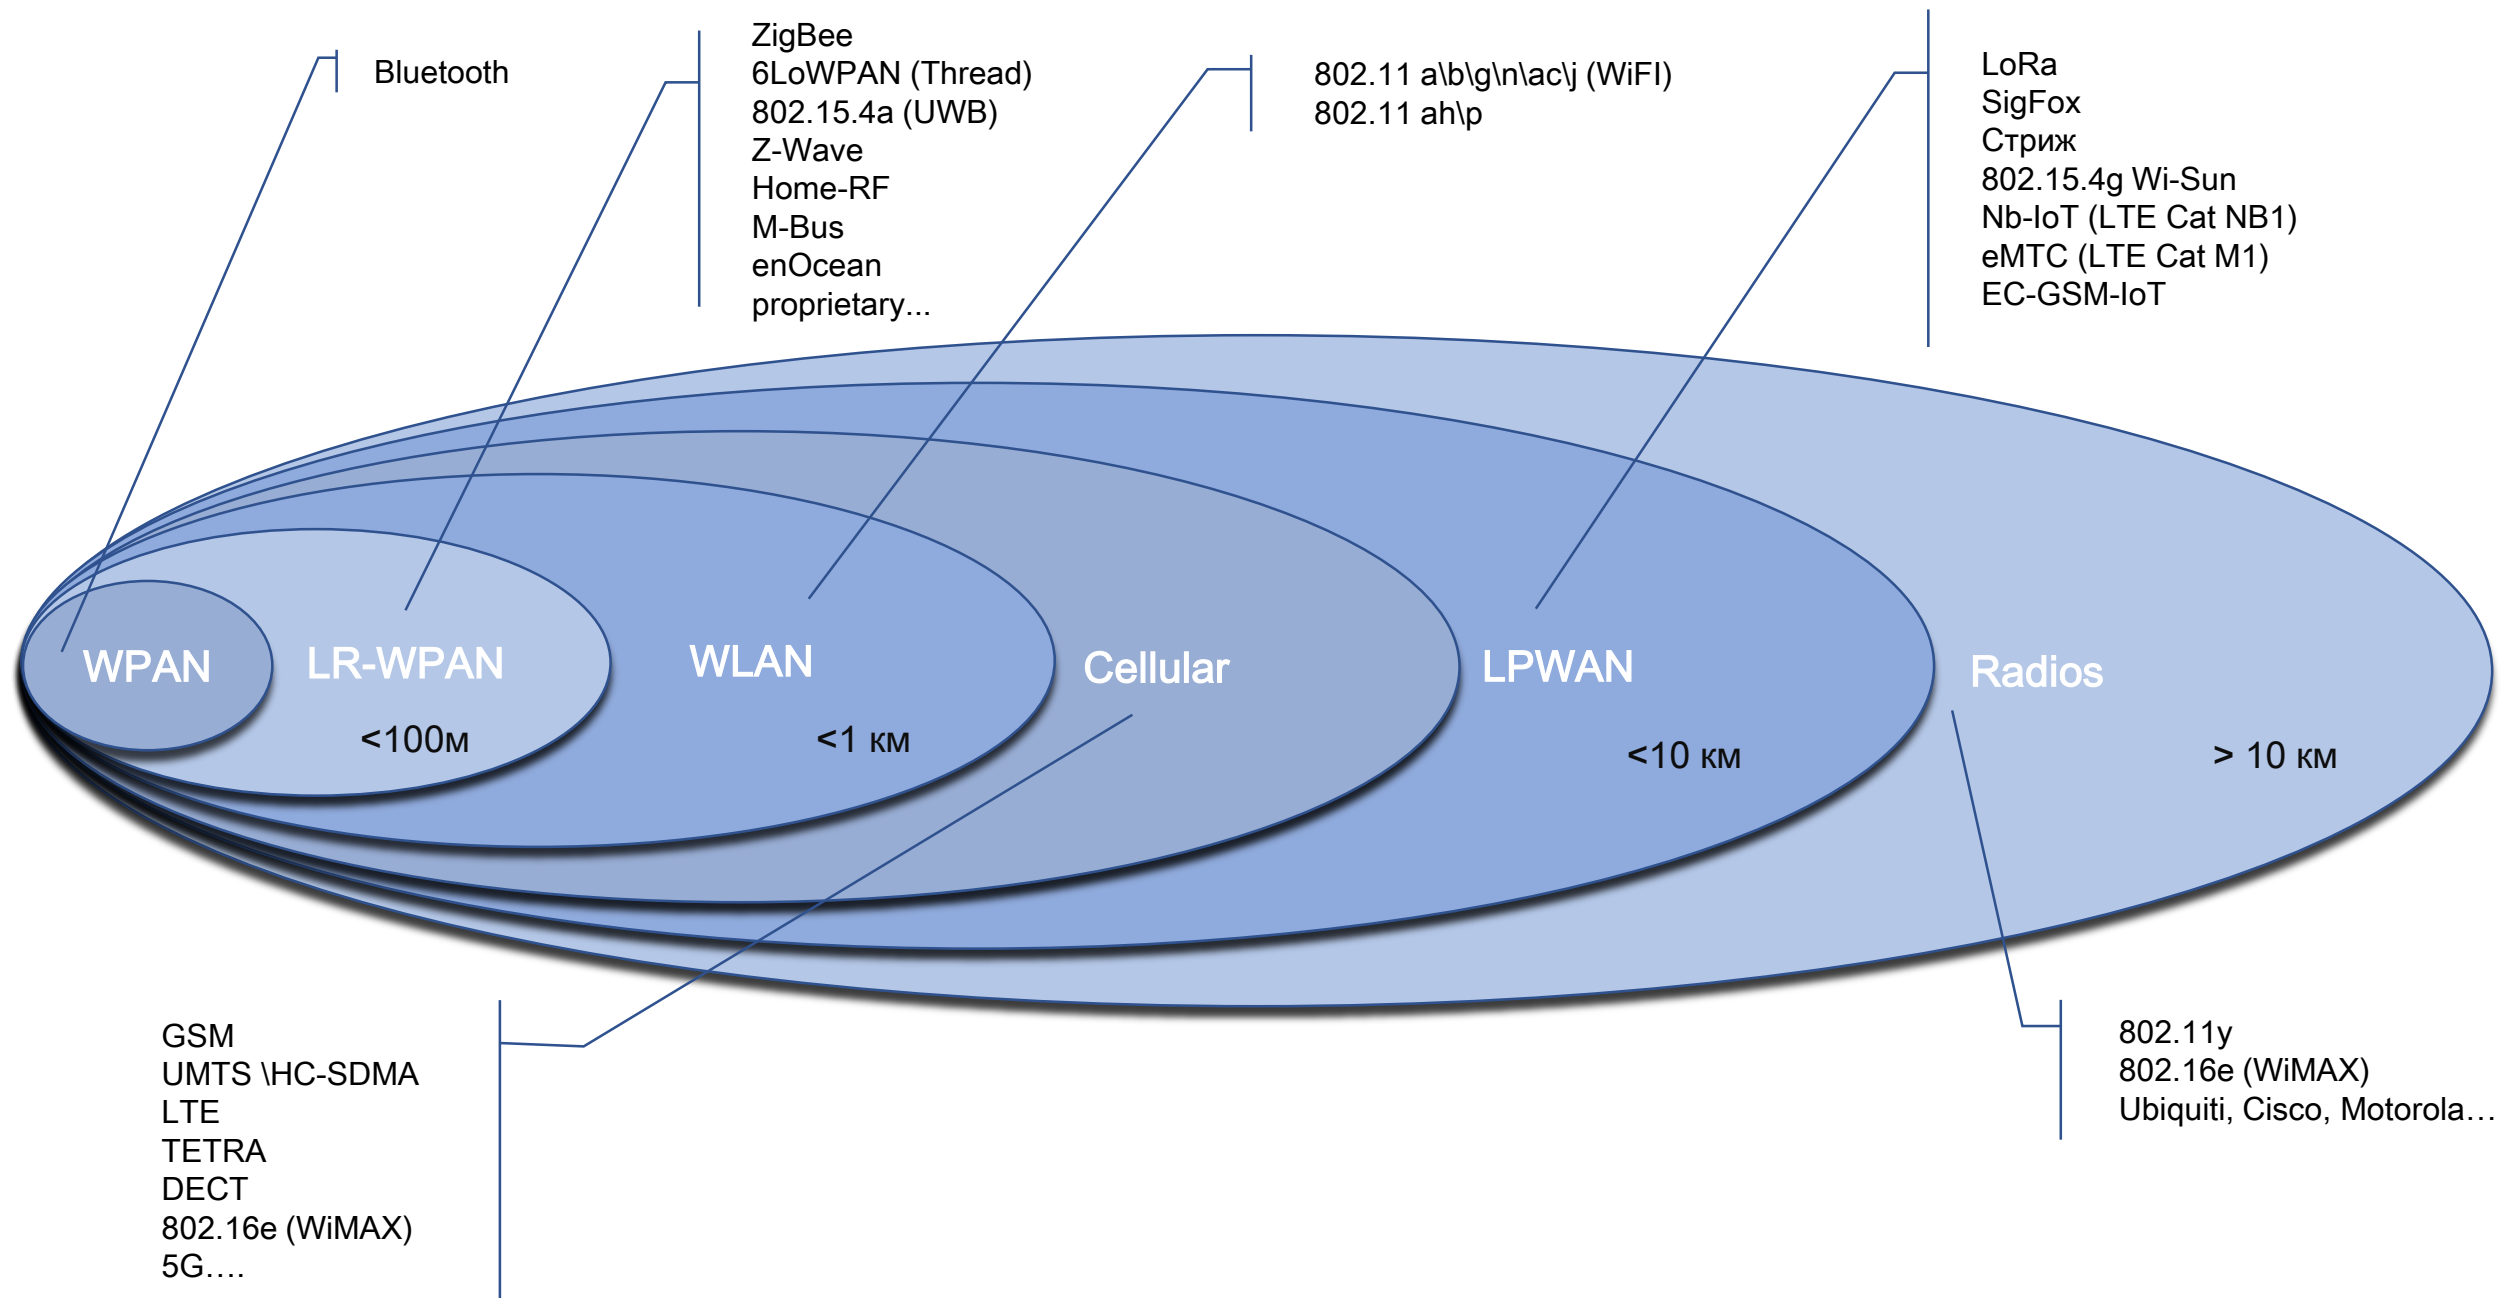 Bluetooth
ZigBee
6LoWPAN (Thread)
802.15.4a (UWB)
Z-Wave
Home-RF
M-Bus
enOcean
proprietary...
802.11 a\b\g\n\ac\j (WiFI)
802.11 ah\p
LoRa
SigFox
Стриж
802.15.4g Wi-Sun
Nb-IoT (LTE Cat NB1)
eMTC (LTE Cat M1)
EC-GSM-IoT
WPAN
LR-WPAN
WLAN
Cellular
LPWAN
Radios
<100м
<1 км
<10 км
> 10 км
GSM
UMTS \HC-SDMA
LTE
TETRA
DECT
802.16e (WiMAX)
5G….
802.11y
802.16e (WiMAX)
Ubiquiti, Cisco, Motorola…